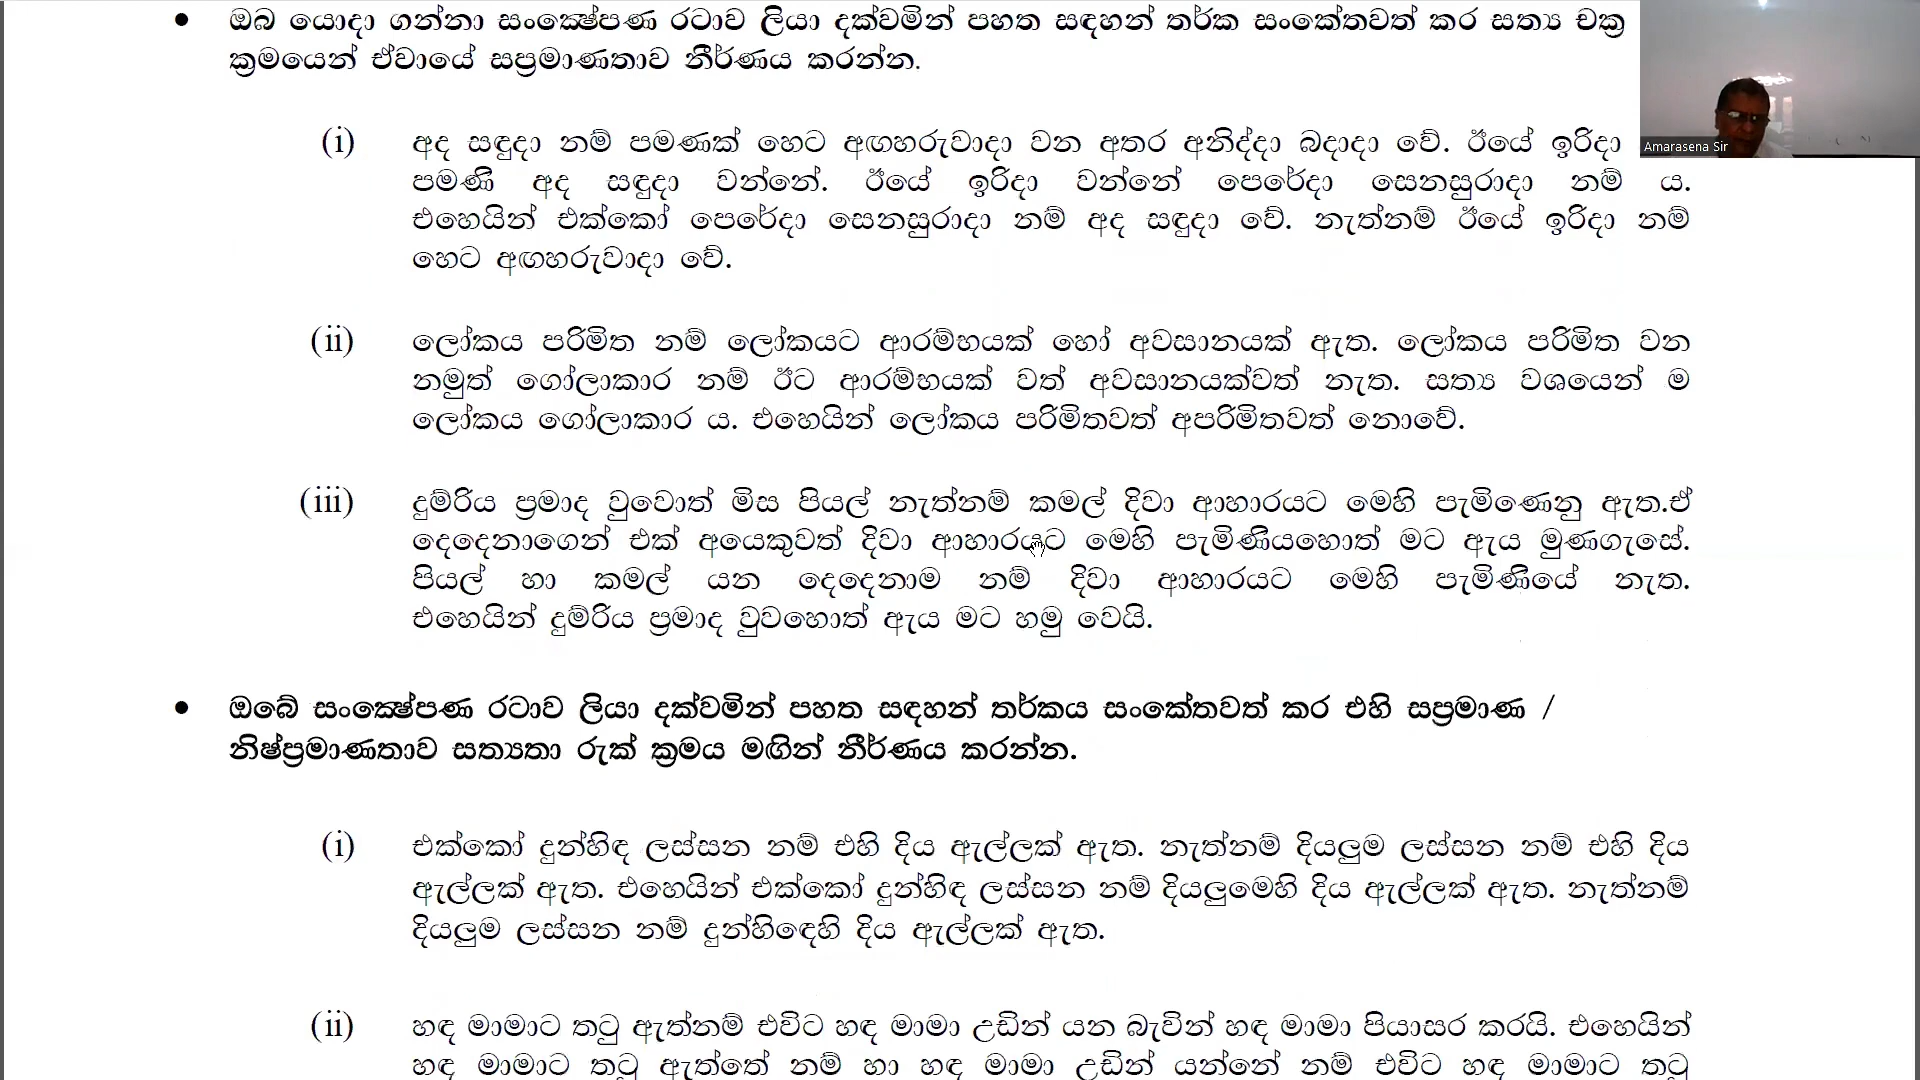 • ඔබ යොදා ගන්නා සංක්‍ෂේපණ රටාව ලියා දක්වමින් පහත සඳහන් තර්ක සංකේතවත් කර සත්‍ය චක්‍ර
ක්‍රමයෙන් ඒවායේ සප්‍රමාණතාව නීර්ණය කරන්න.
Amarasena Sir
(i) අද සඳුදා නම් පමණක් හෙට අඟහරුවාදා වන අතර අනිද්දා බදාදා වේ. ඊයේ ඉරිදා
පමණි අද සඳුදා වන්නේ. ඊයේ ඉරිදා වන්නේ පෙරේදා සෙනසුරාදා නම් ය.
එහෙයින් එක්කෝ පෙරේදා සෙනසුරාදා නම් අද සඳුදා වේ. නැත්නම් ඊයේ ඉරිදා නම්
හෙට අඟහරුවාදා වේ.
(ii) ලෝකය පරිමිත නම් ලෝකයට ආරම්භයක් හෝ අවසානයක් ඇත. ලෝකය පරිමිත වන
නමුත් ගෝලාකාර නම් ඊට ආරම්භයක් වත් අවසානයක්වත් නැත. සත්‍ය වශයෙන් ම
ලෝකය ගෝලාකාර ය. එහෙයින් ලෝකය පරිමිතවත් අපරිමිතවත් නොවේ.
(iii) දුම්රිය ප්‍රමාද වුවොත් මිස පියල් නැත්නම් කමල් දිවා ආහාරයට මෙහි පැමිණෙනු ඇත.ඒ
දෙදෙනාගෙන් එක් අයෙකුවත් දිවා ආහාරයට මෙහි පැමිණියහොත් මට ඇය මුණගැසේ.
පියල් හා කමල් යන දෙදෙනාම නම් දිවා ආහාරයට මෙහි පැමිණියේ නැත.
එහෙයින් දුම්රිය ප්‍රමාද වුවහොත් ඇය මට හමු වෙයි.
• ඔබේ සංක්‍ෂේපණ රටාව ලියා දක්වමින් පහත සඳහන් තර්කය සංකේතවත් කර එහි සප්‍රමාණ /
නිෂ්ප්‍රමාණතාව සත්‍යතා රුක් ක්‍රමය මඟින් නීර්ණය කරන්න.
(i) එක්කෝ දුන්හිඳ ලස්සන නම් එහි දිය ඇල්ලක් ඇත. නැත්නම් දියලුම ලස්සන නම් එහි දිය
ඇල්ලක් ඇත. එහෙයින් එක්කෝ දුන්හිඳ ලස්සන නම් දියලුමෙහි දිය ඇල්ලක් ඇත. නැත්නම්
දියලුම ලස්සන නම් දුන්හිඳෙහි දිය ඇල්ලක් ඇත.
(ii) හඳ මාමාට තටු ඇත්නම් එවිට හඳ මාමා උඩින් යන බැවින් හඳ මාමා පියාසර කරයි. එහෙයින්
හඳ මාමාට තටු ඇත්තේ නම් හා හඳ මාමා උඩින් යන්නේ නම් එවිට හඳ මාමාට තටු